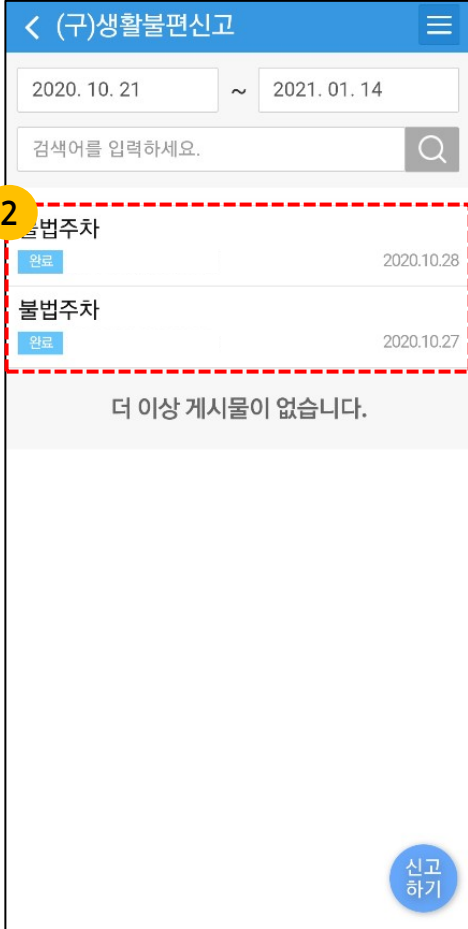 (구)생활불편신고
2020. 10. 21 ~ 2021. 01. 14
검색어를 입력하세요.
2
불법주차
완료 2020.10.28
불법주차
완료 2020.10.27
더 이상 게시물이 없습니다.
신고
하기